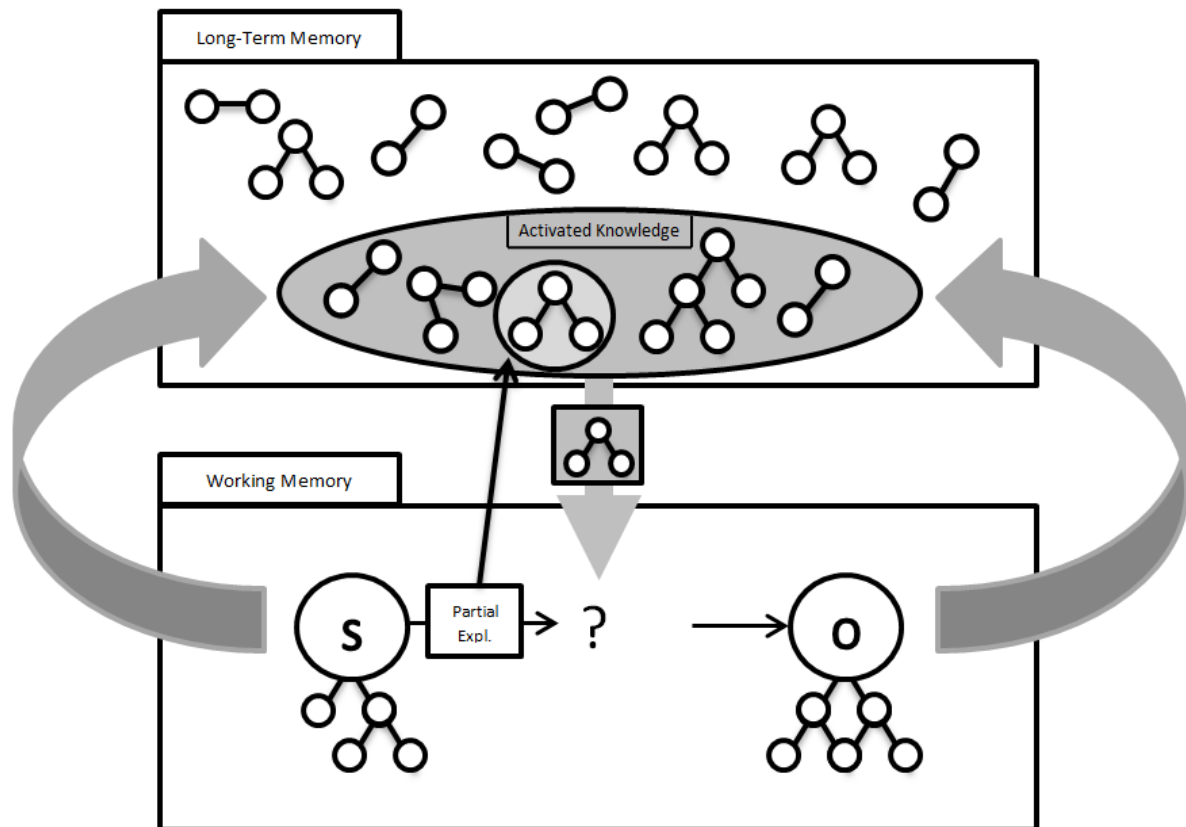 Long-Term Memory
Activated Knowledge
Working Memory
S
Partial
Expl.
?
O